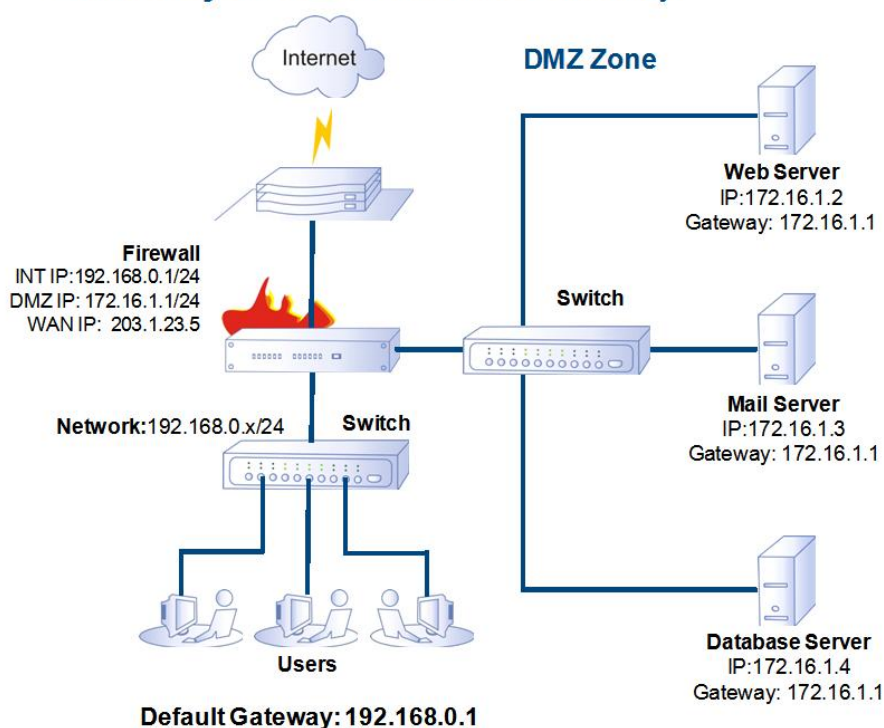 Internet
DMZ Zone
Web Server
IP:172.16.1.2
Gateway: 172.16.1.1
Firewall
INT IP:192.168.0.1/24
DMZ IP: 172.16.1.1/24
WAN IP: 203.1.23.5
Switch
Mail Server
IP:172.16.1.3
Gateway: 172.16.1.1
Network:192.168.0.x/24
Switch
Users
Default Gateway: 192.168.0.1
Database Server
IP:172.16.1.4
Gateway: 172.16.1.1